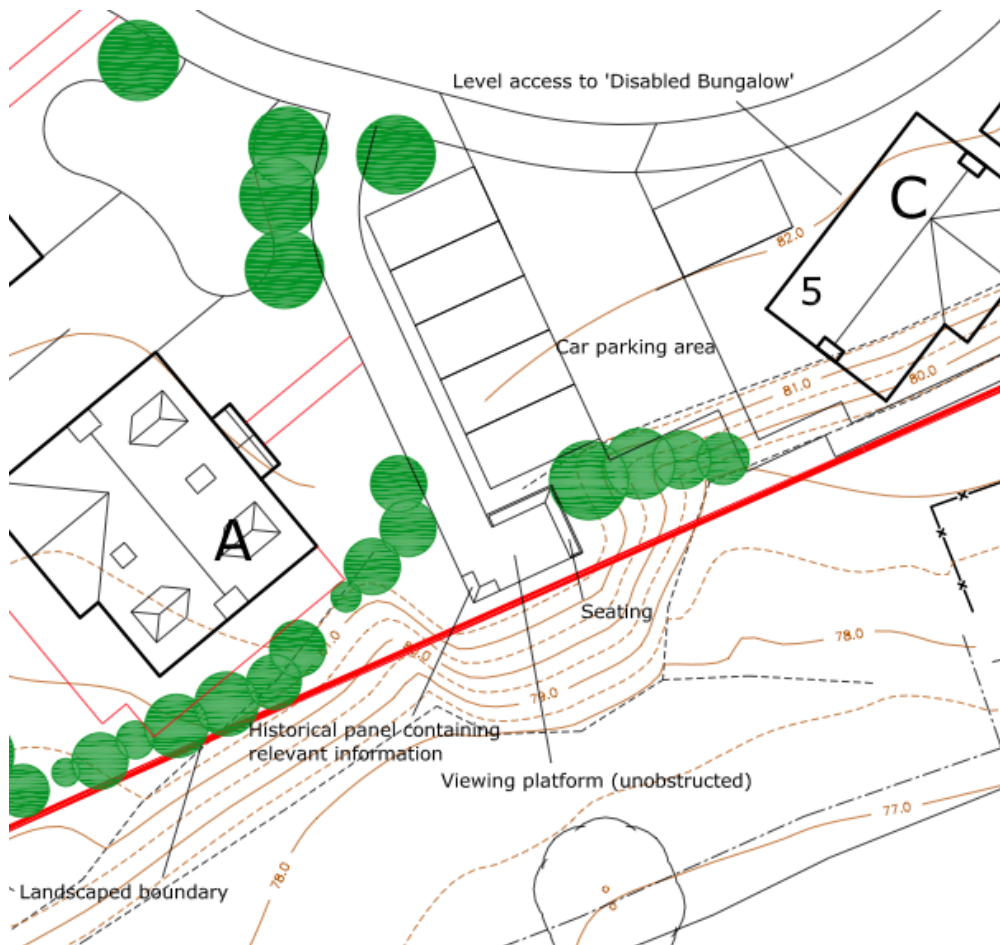 Level access to 'Disabled Bungalow'
C
82.0
5
Car parking area
81.0
80.0
A
Seating
78.0
79.0
Historical panel containing
relevant information
Viewing platform (unobstructed)
77.0
78.0
Landscaped boundary